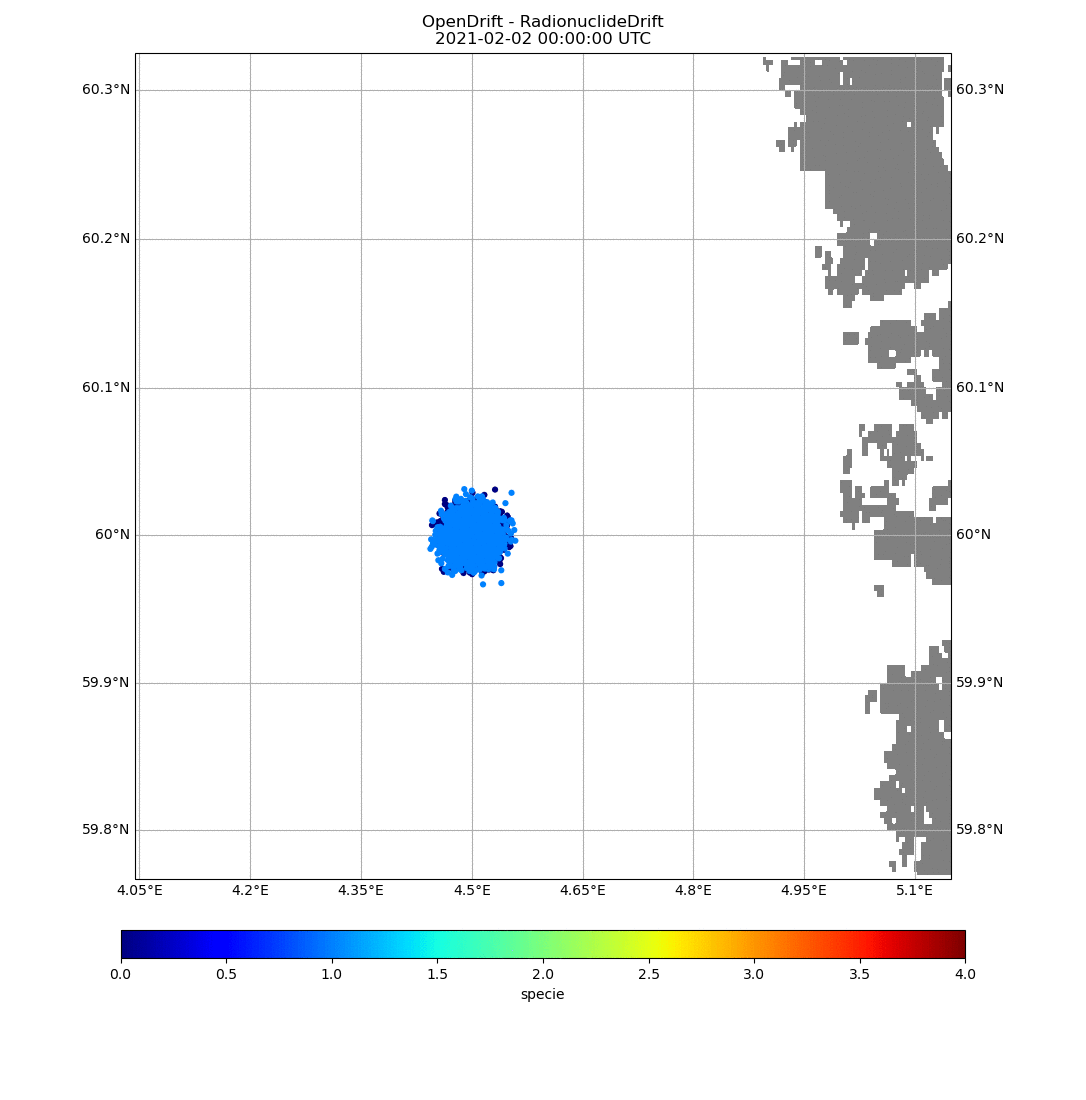 OpenDrift - RadionuclideDrift
2021-02-02 00:00:00 UTC
60.3°N 60.3°N
60.2°N 60.2°N
60.1°N 60.1°N
60°N 60°N
59.9°N 59.9°N
59.8°N 59.8°N
4.05°E 4.2°E 4.35°E 4.5°E 4.65°E 4.8°E 4.95°E 5.1°E
0.0 0.5 1.0 1.5 2.0 2.5 3.0 3.5 4.0
specie